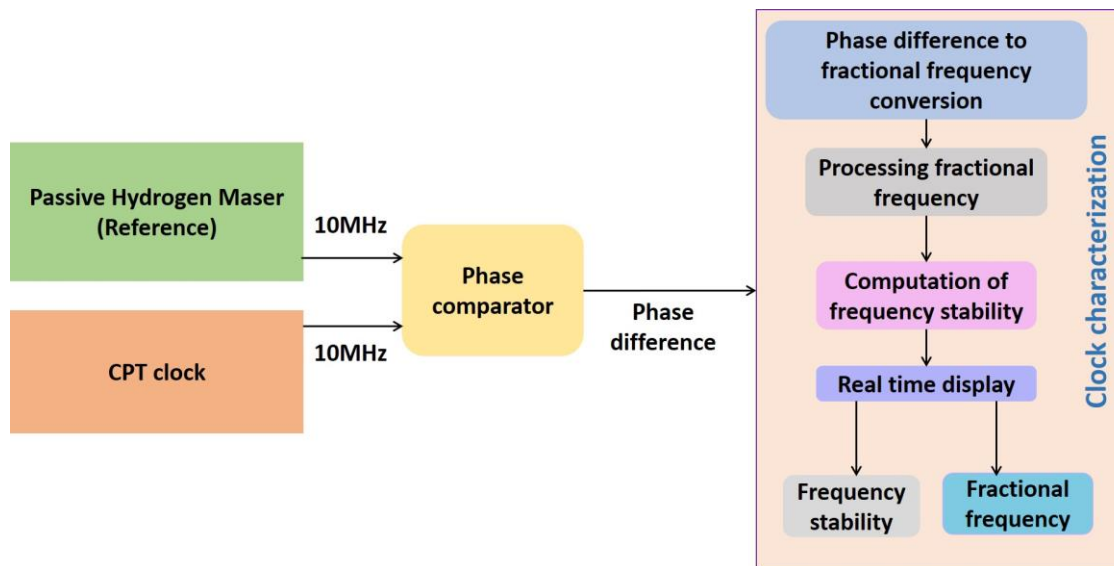 Passive Hydrogen Maser
(Reference)
10MHz
CPT clock
10MHz
Phase
comparator
Phase
difference
Phase difference to
fractional frequency
conversion
Processing fractional
frequency
Computation of
frequency stability
Real time display
Frequency
stability
Fractional
frequency
Clock characterization